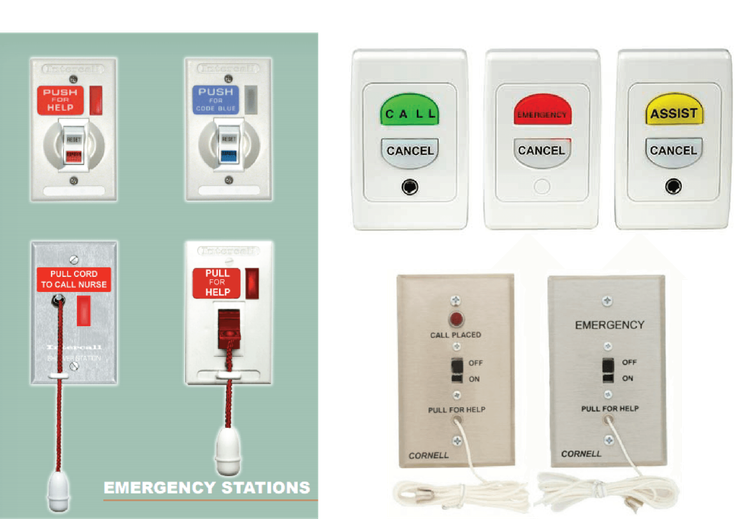 Intercall
PUSH
FOR
HELP
RESET
Intercall
PUSH
FOR
CODE BLUE
RESET
PULL CORD
TO CALL NURSE
Intercall
Intercall
PULL
FOR
HELP
EMERGENCY STATIONS
CALL
CANCEL
EMERGENCY
CANCEL
ASSIST
CANCEL
CALL PLACED
OFF
ON
PULL FOR HELP
CORNELL
EMERGENCY
OFF
ON
PULL FOR HELP
CORNELL